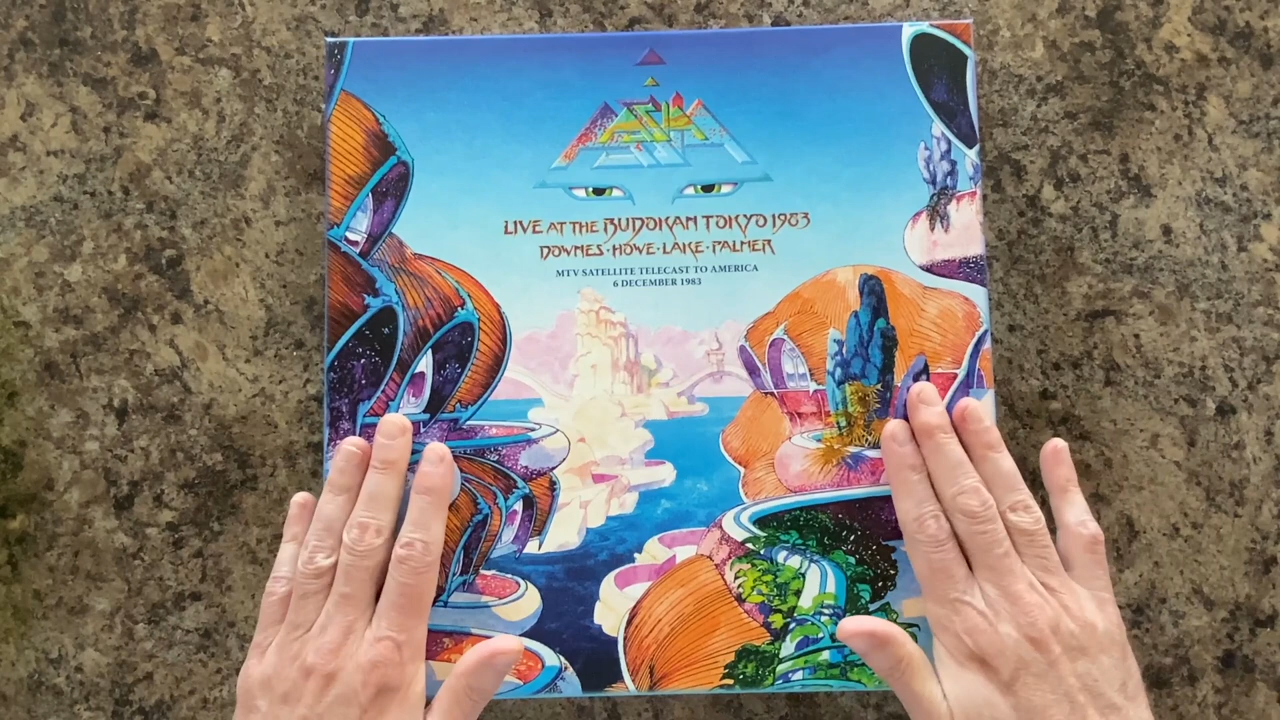 ASIA
LIVE AT THE BUDOKAN TOKYO 1983
DOWNES · HOWE · LAKE · PALMER
MTV SATELLITE TELECAST TO AMERICA
6 DECEMBER 1983